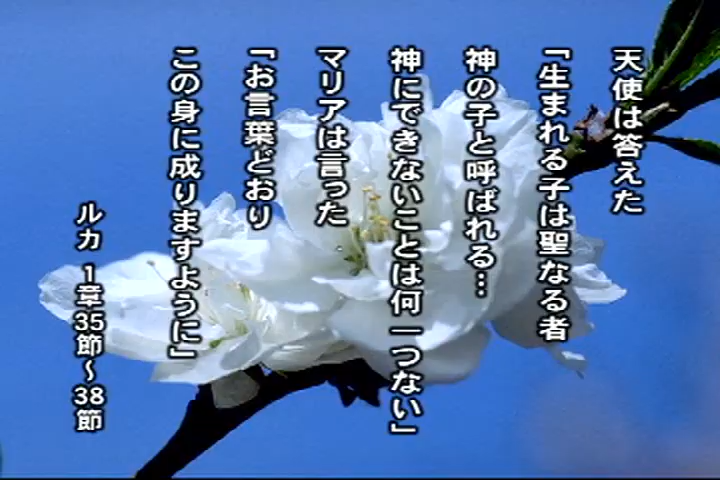 天使は答えた
「生まれる子は聖なる者
神の子と呼ばれる…
神にできないことは何一つない」
マリアは言った
「お言葉どおり
この身に成りますように」
ルカ 1章35節~38節